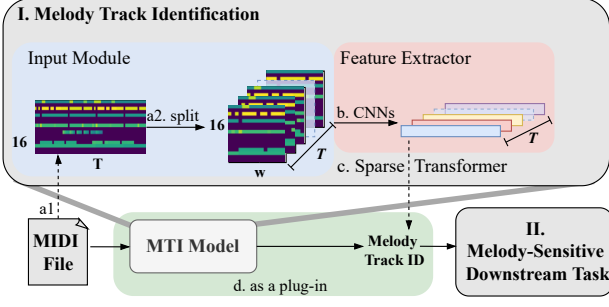 I. Melody Track Identification
Input Module
Feature Extractor
a2. split
b. CNNs
16
16
T
w
T
T
c. Sparse Transformer
a1
MIDI
File
MTI Model
Melody
Track ID
d. as a plug-in
II.
Melody-Sensitive
Downstream Task